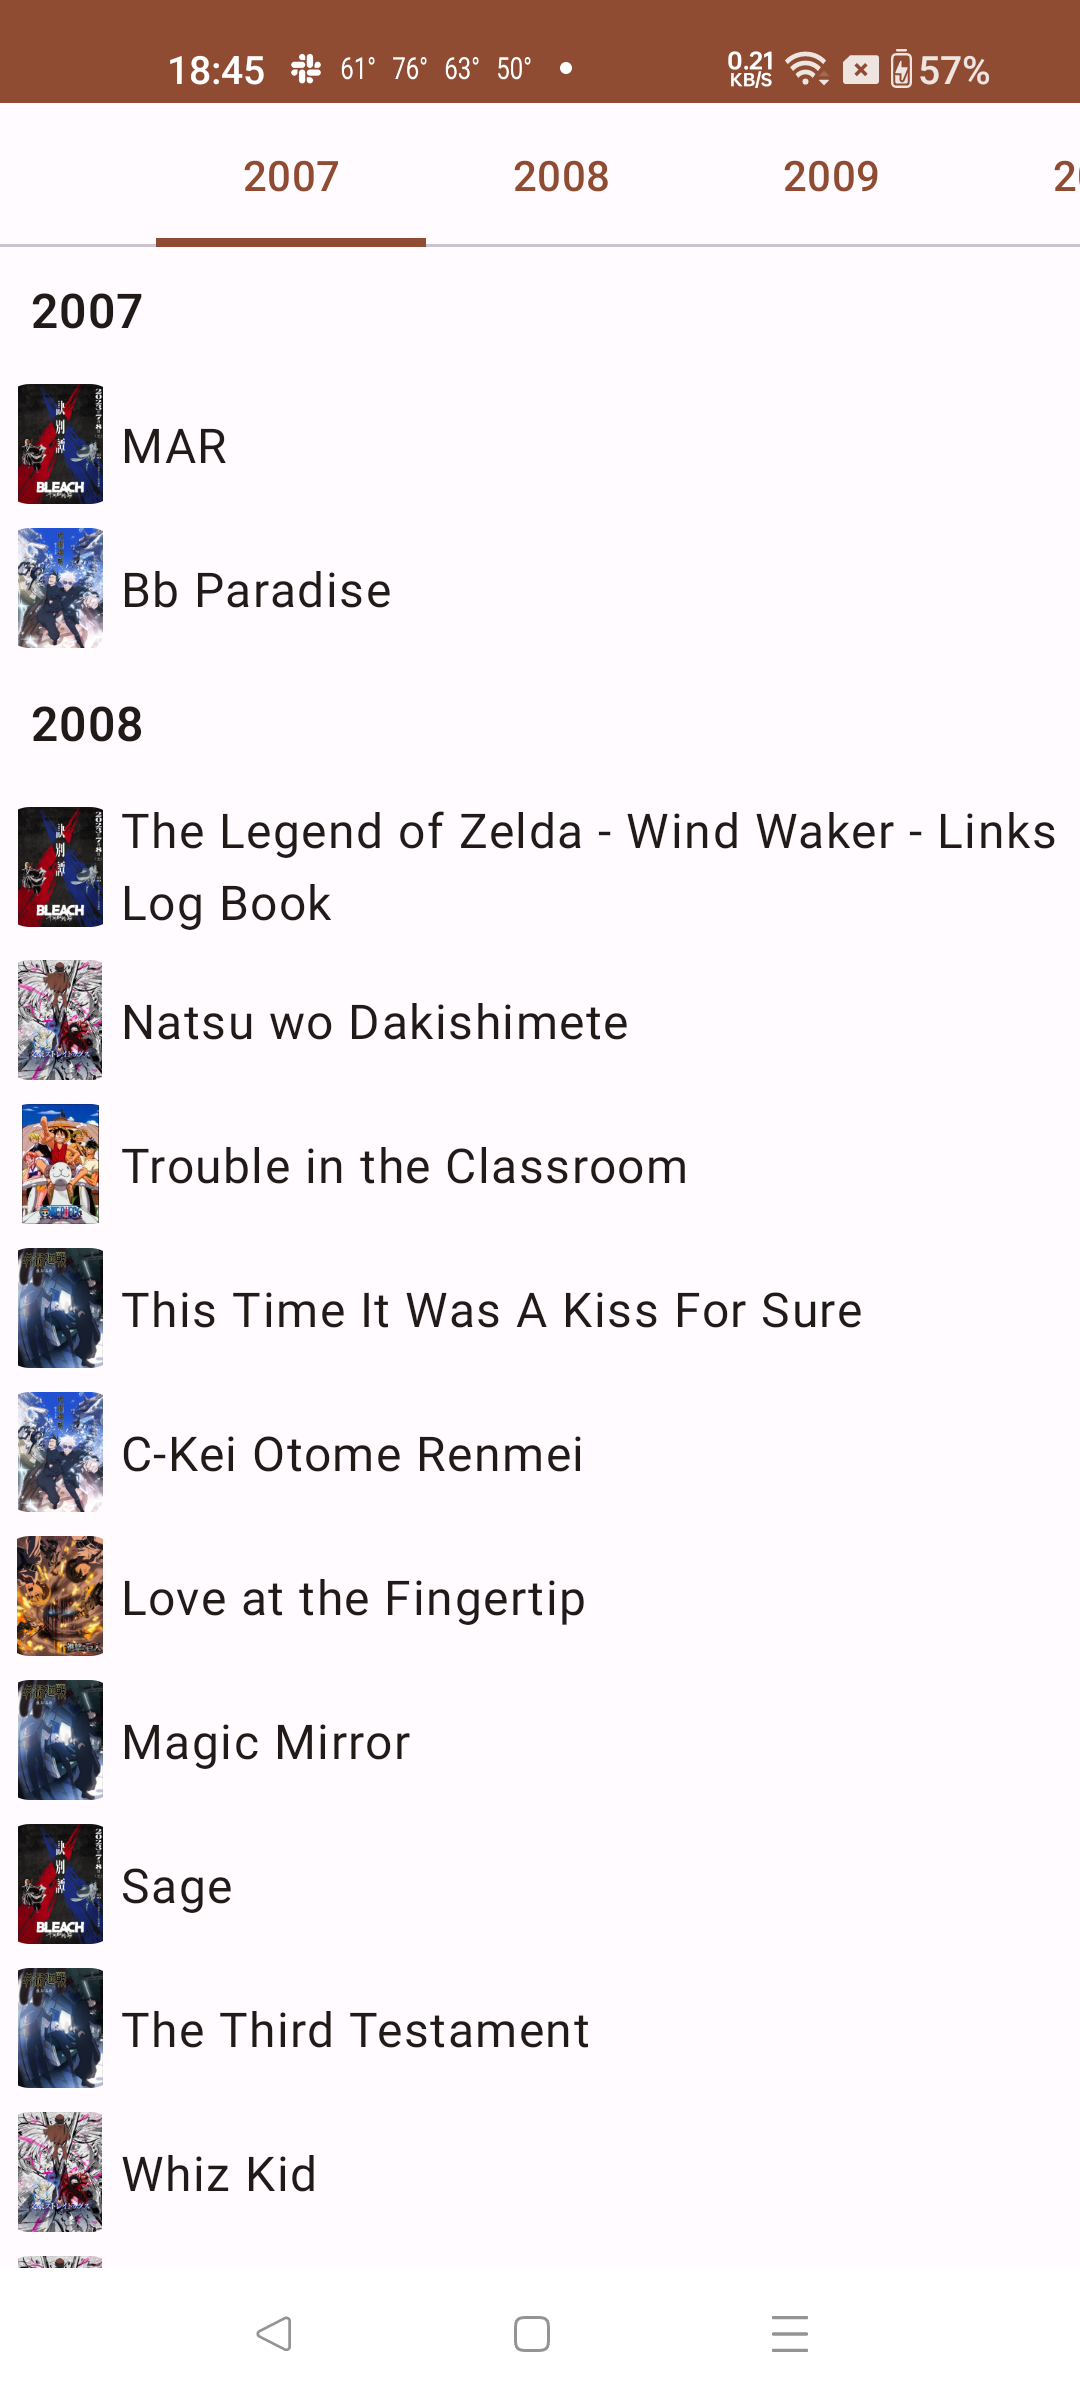 18:45 61° 76° 63° 50° 0.21 KB/S 57%
2007 2008 2009
2007
BLEACH
MAR
Bb Paradise
2008
BLEACH
The Legend of Zelda - Wind Waker - Links
Log Book
Natsu wo Dakishimete
Trouble in the Classroom
This Time It Was A Kiss For Sure
C-Kei Otome Renmei
Love at the Fingertip
Magic Mirror
BLEACH
Sage
The Third Testament
Whiz Kid